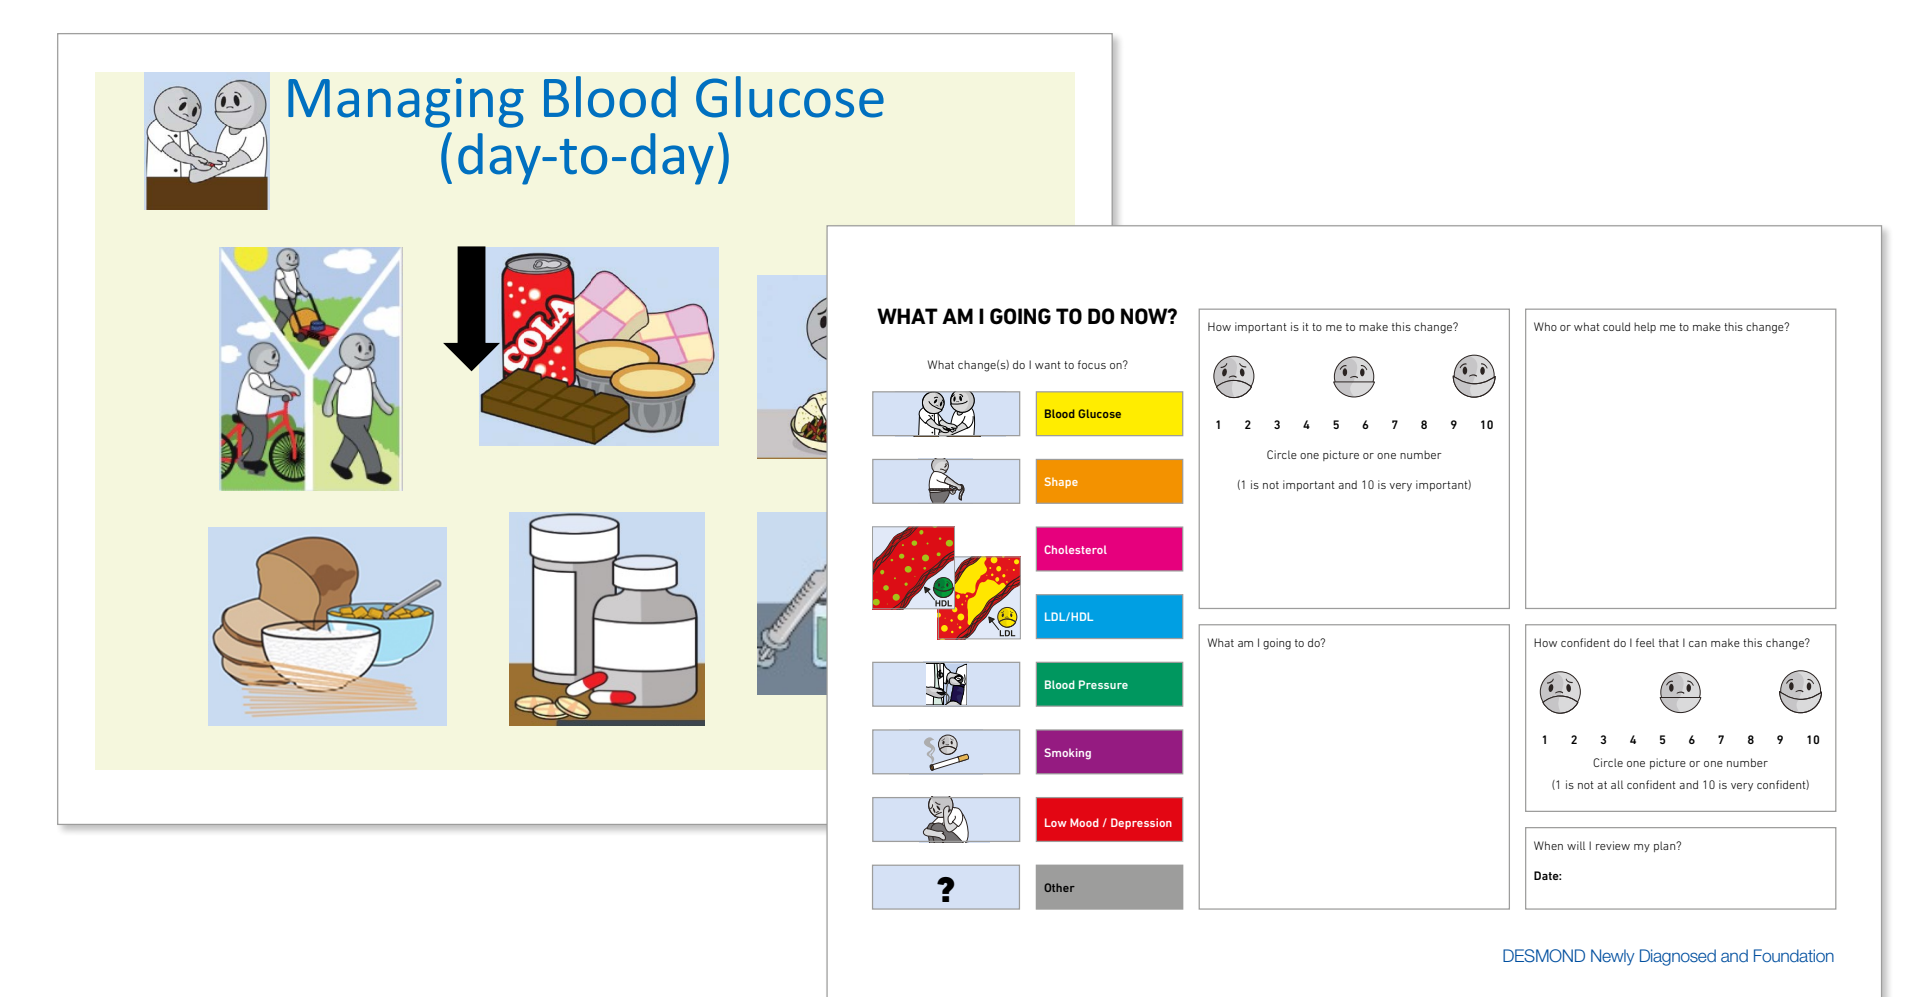 Managing Blood Glucose
(day-to-day)
COLA
WHAT AM I GOING TO DO NOW?
What change(s) do I want to focus on?
Blood Glucose
Shape
Cholesterol
HDL
LDL
LDL/HDL
Blood Pressure
Smoking
Low Mood / Depression
?
Other
How important is it to me to make this change?
1 2 3 4 5 6 7 8 9 10
Circle one picture or one number
(1 is not important and 10 is very important)
Who or what could help me to make this change?
What am I going to do?
How confident do I feel that I can make this change?
1 2 3 4 5 6 7 8 9 10
Circle one picture or one number
(1 is not at all confident and 10 is very confident)
When will I review my plan?
Date:
DESMOND Newly Diagnosed and Foundation